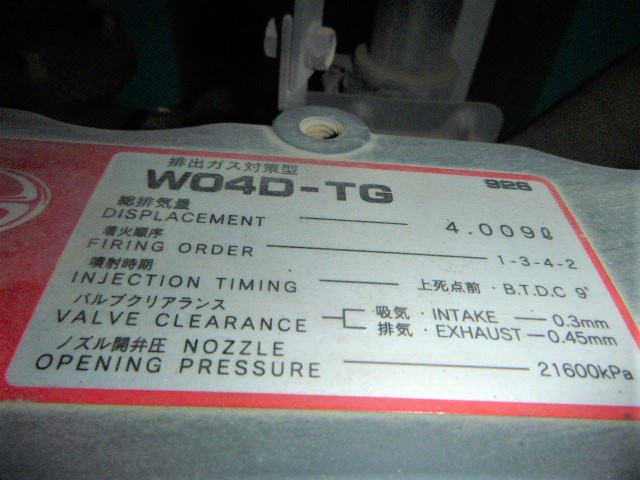 排出ガス対策型
W04D-TG 926
総排気量
DISPLACEMENT 4.009ℓ
着火順序
FIRING ORDER 1-3-4-2
噴射時期
INJECTION TIMING 上死点前・B.T.D.C 9°
バルブクリアランス 吸気・INTAKE 0.3mm
VALVE CLEARANCE 排気・EXHAUST 0.45mm
ノズル開弁圧 NOZZLE
OPENING PRESSURE 21600kPa